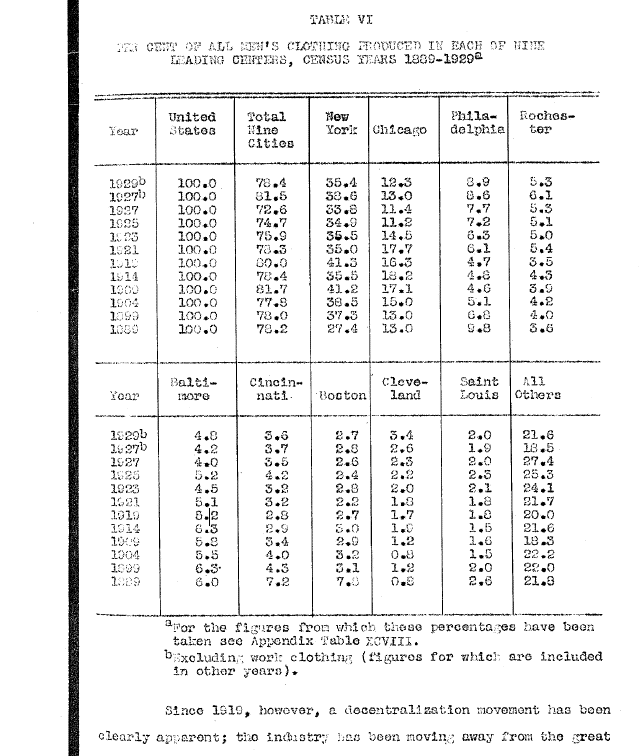 TABLE VI
PER CENT OF ALL MEN'S CLOTHING PRODUCED IN EACH OF NINE
LEADING CENTERS, CENSUS YEARS 1889-1929a
Year United States Total Nine Cities New York Chicago Phila-delphia Roches-ter
1929b 100.0 78.4 35.4 12.3 8.9 5.3
1927b 100.0 81.5 38.6 13.0 8.6 6.1
1927 100.0 72.6 33.8 11.4 7.7 5.3
1925 100.0 74.7 34.9 11.2 7.2 5.1
1923 100.0 75.9 35.5 14.5 6.3 5.0
1921 100.0 78.3 35.0 17.7 6.1 5.4
1919 100.0 80.0 41.3 16.3 4.7 3.5
1914 100.0 78.4 35.5 18.2 4.8 4.3
1909 100.0 81.7 41.2 17.1 4.6 3.9
1904 100.0 77.8 38.5 15.0 5.1 4.2
1899 100.0 78.0 37.3 13.0 6.8 4.0
1889 100.0 78.2 27.4 13.0 9.8 3.6
Year Balti-more Cincin-nati Boston Cleve-land Saint Louis All Others
1929b 4.8 3.6 2.7 3.4 2.0 21.6
1927b 4.2 3.7 2.8 2.6 1.9 18.5
1927 4.0 3.5 2.6 2.3 2.0 27.4
1925 5.2 4.2 2.4 2.2 2.3 25.3
1923 4.5 3.2 2.8 2.0 2.1 24.1
1921 5.1 3.2 2.2 1.8 1.8 21.7
1919 5.2 2.8 2.7 1.7 1.8 20.0
1914 6.3 2.9 3.0 1.9 1.5 21.6
1909 5.8 3.4 2.9 1.2 1.6 18.3
1904 5.5 4.0 3.2 0.8 1.5 22.2
1899 6.3 4.3 3.1 1.2 2.0 22.0
1889 6.0 7.2 7.8 0.8 2.6 21.8
aFor the figures from which these percentages have been
taken see Appendix Table XCVIII.
bExcluding work clothing (figures for which are included
in other years).
Since 1919, however, a decentralization movement has been
clearly apparent; the industry has been moving away from the great